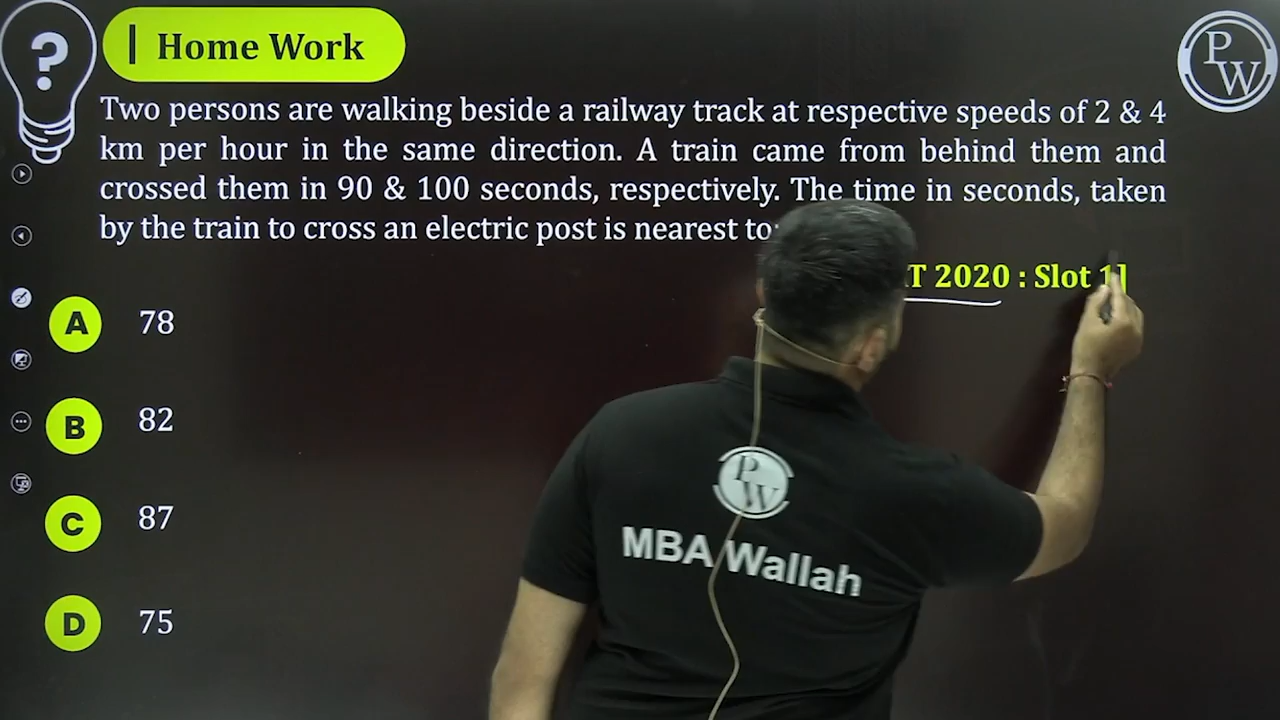 Home Work
PW
Two persons are walking beside a railway track at respective speeds of 2 & 4
km per hour in the same direction. A train came from behind them and
crossed them in 90 & 100 seconds, respectively. The time in seconds, taken
by the train to cross an electric post is nearest to
2020 : Slot 1]
A 78
B 82
C 87
D 75
PW
MBA Wallah